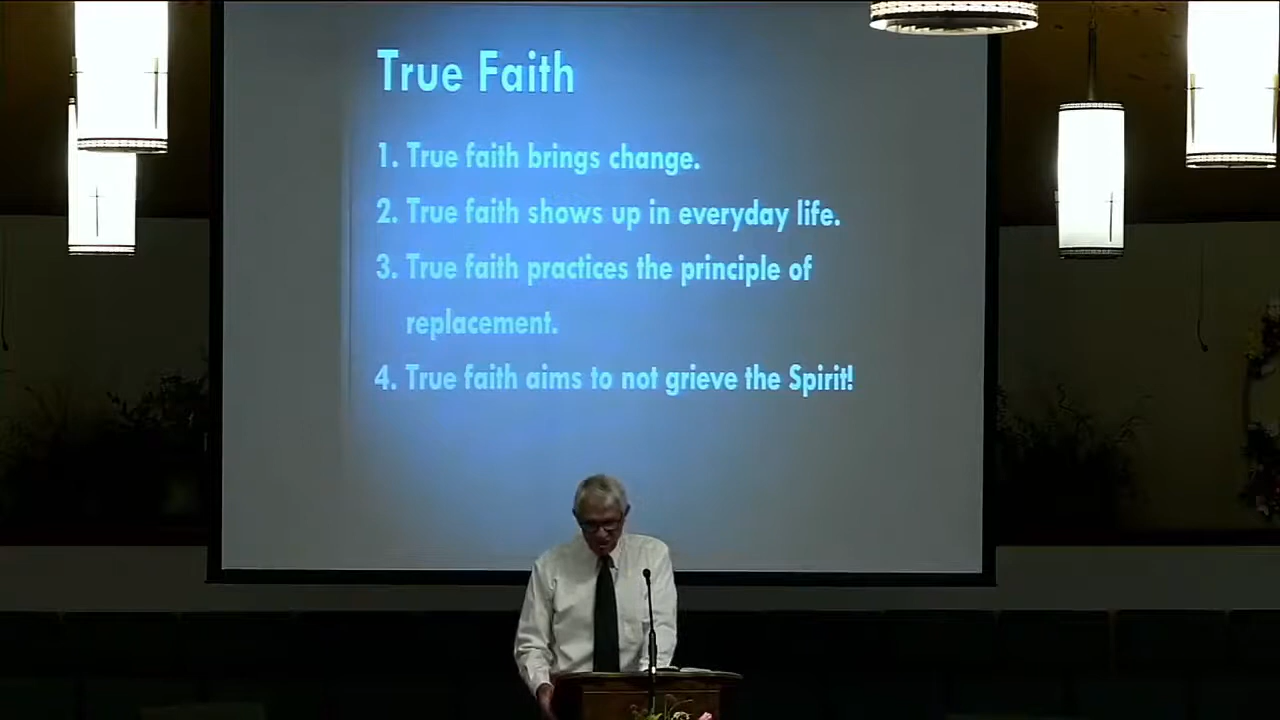 True Faith
1. True faith brings change.
2. True faith shows up in everyday life.
3. True faith practices the principle of
replacement.
4. True faith aims to not grieve the Spirit!